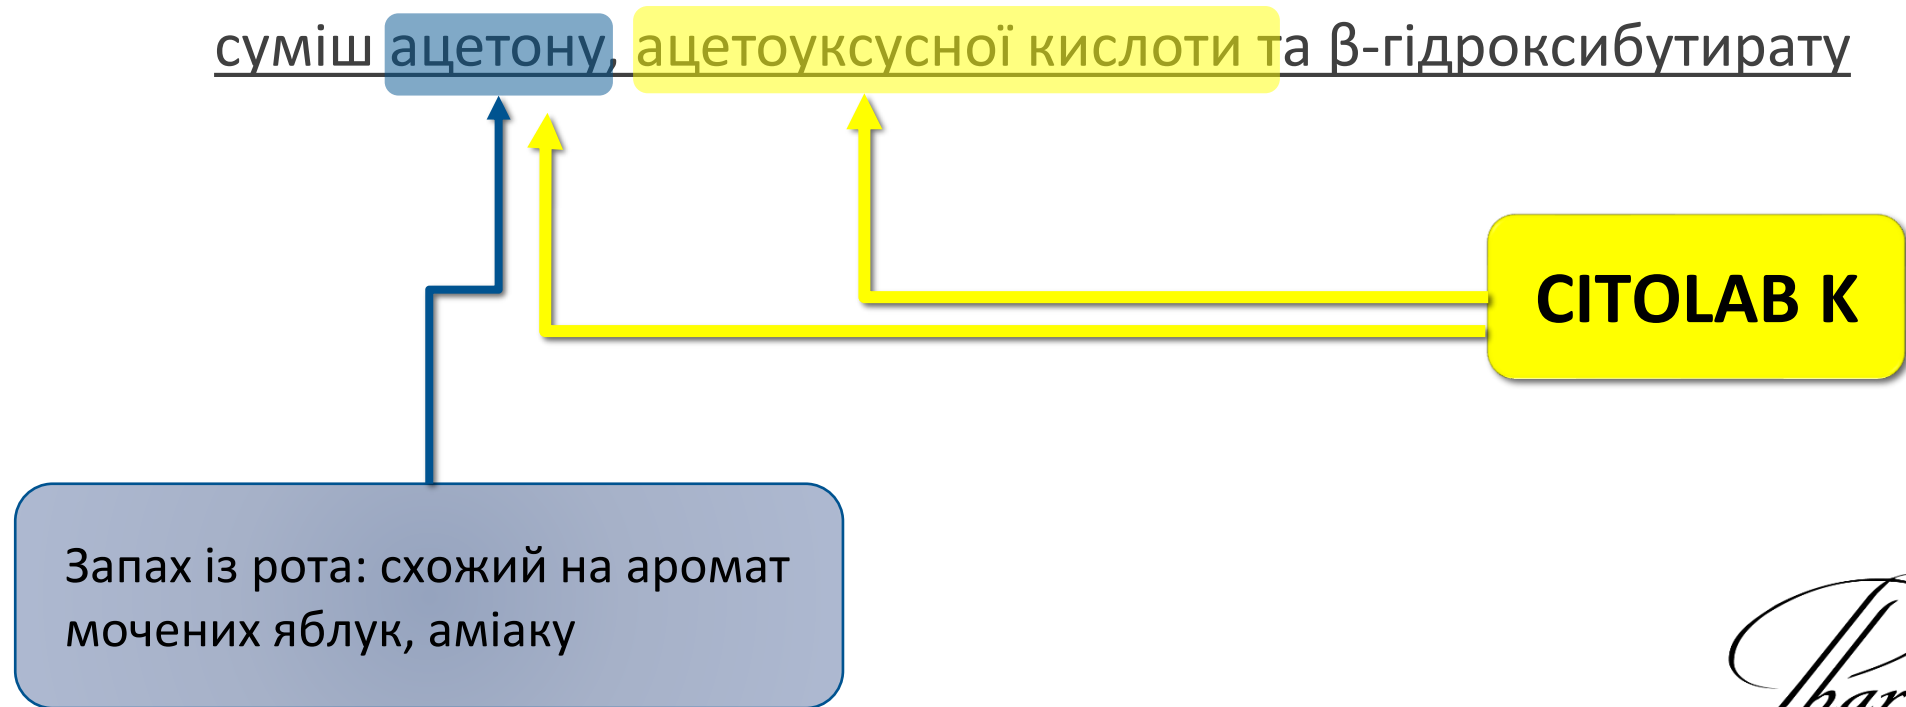 суміш ацетону, ацетоуксусної кислоти та β-гідроксибутирату
CITOLAB K
Запах із рота: схожий на аромат
мочених яблук, аміаку